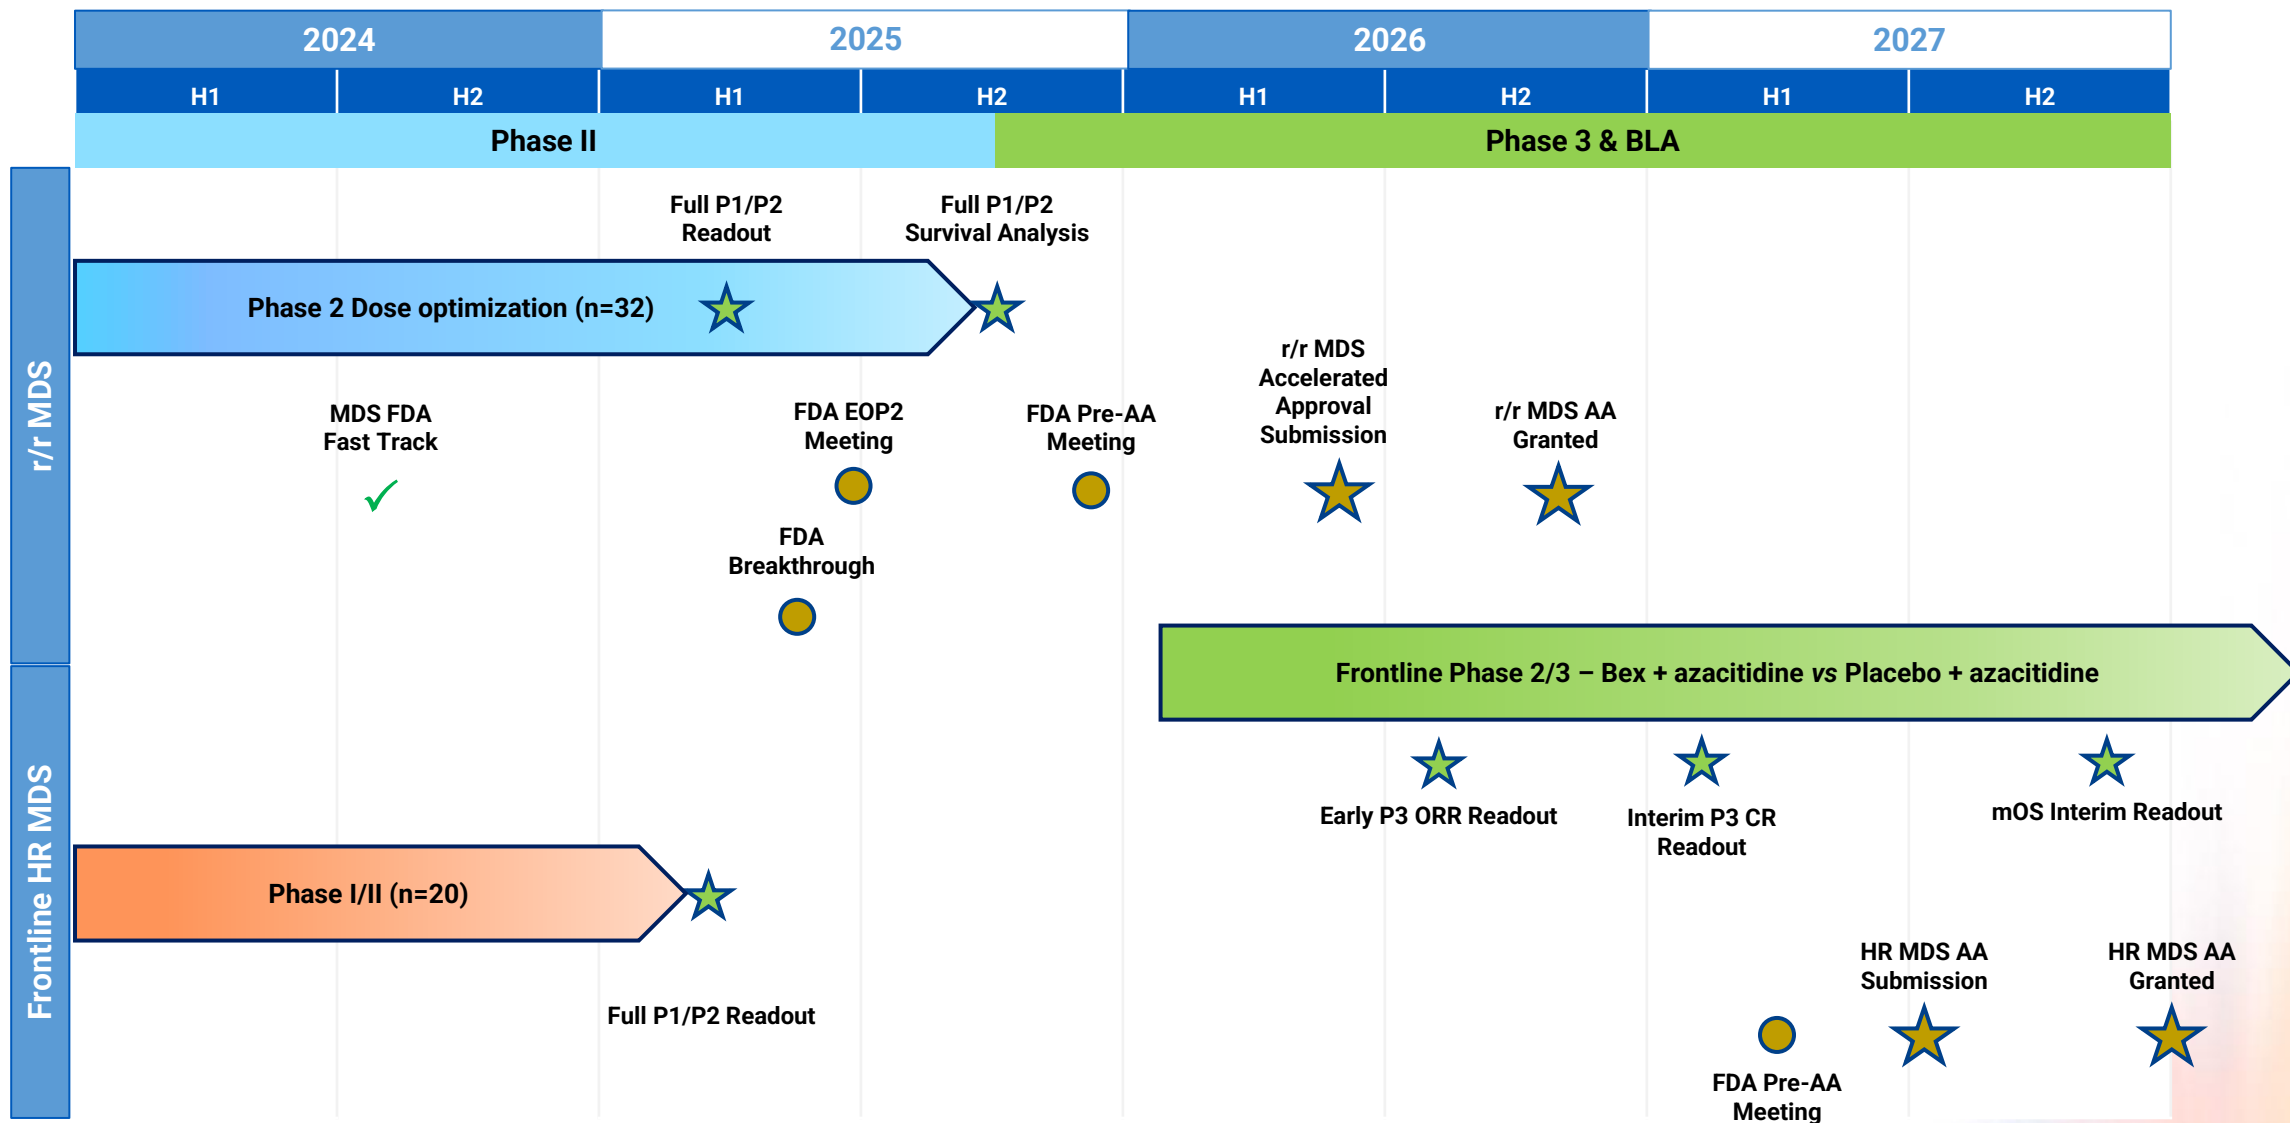 2024
2025
2026
2027
H1
H2
H1
H2
H1
H2
H1
H2
Phase II
Phase 3 & BLA
r/r MDS
Full P1/P2
Readout
Full P1/P2
Survival Analysis
Phase 2 Dose optimization (n=32)
MDS FDA
Fast Track
FDA EOP2
Meeting
FDA Pre-AA
Meeting
r/r MDS
Accelerated
Approval
Submission
r/r MDS AA
Granted
FDA
Breakthrough
Frontline HR MDS
Frontline Phase 2/3 – Bex + azacitidine vs Placebo + azacitidine
Early P3 ORR Readout
Interim P3 CR
Readout
mOS Interim Readout
Phase I/II (n=20)
Full P1/P2 Readout
HR MDS AA
Submission
HR MDS AA
Granted
FDA Pre-AA
Meeting